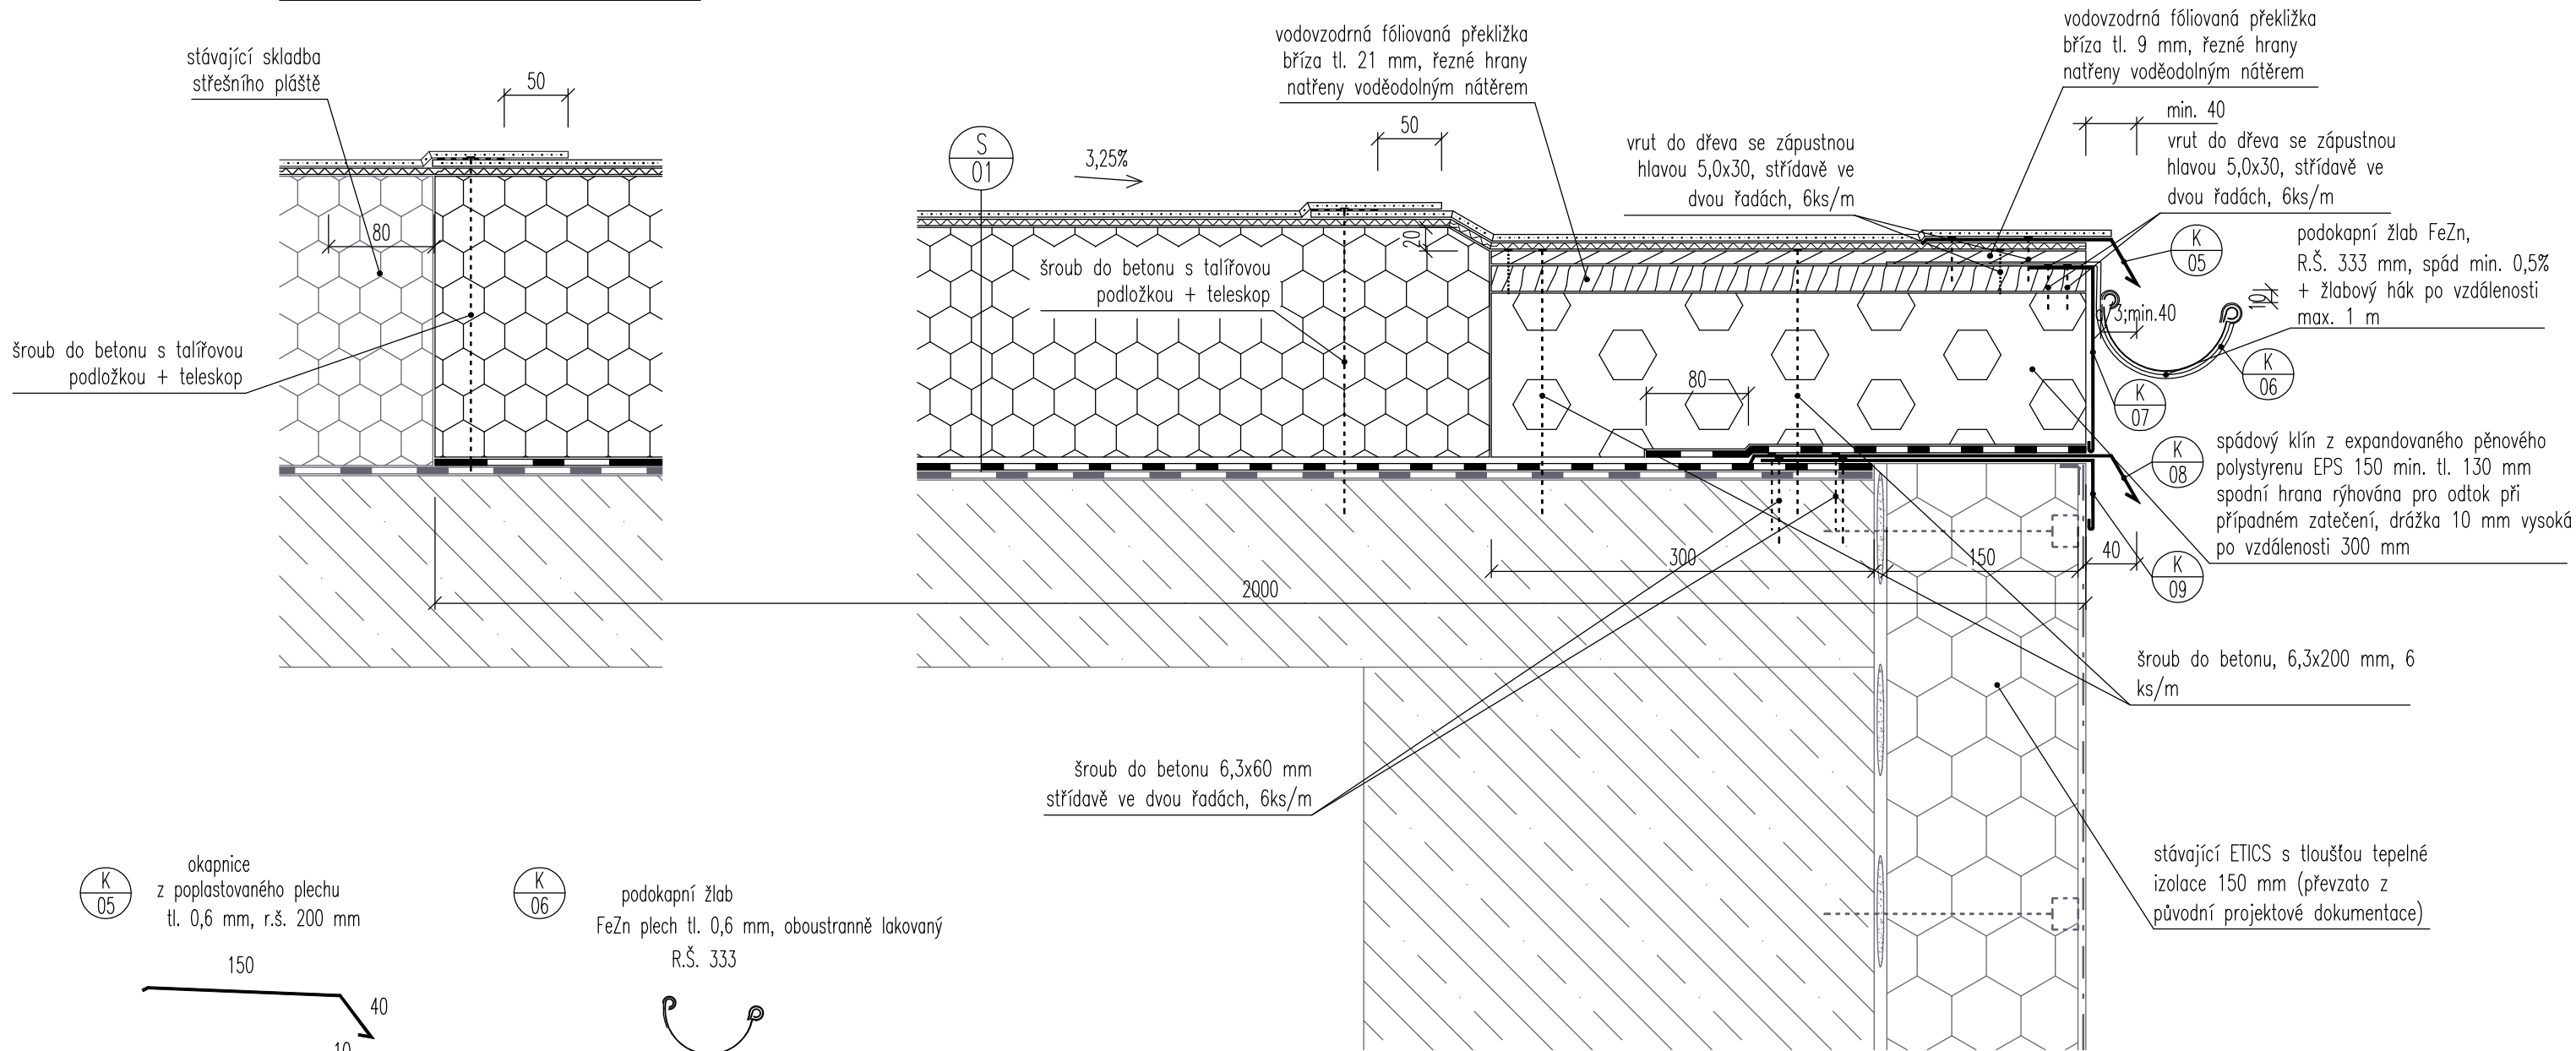 stávající skladba
střešního pláště
50
80
šroub do betonu s talířovou
podložkou + teleskop
S
01
3,25%
vodovzodrná fóliovaná překližka
bříza tl. 21 mm, řezné hrany
natřeny voděodolným nátěrem
50
20
šroub do betonu s talířovou
podložkou + teleskop
vrut do dřeva se zápustnou
hlavou 5,0x30, střídavě ve
dvou řadách, 6ks/m
vodovzodrná fóliovaná překližka
bříza tl. 9 mm, řezné hrany
natřeny voděodolným nátěrem
min. 40
vrut do dřeva se zápustnou
hlavou 5,0x30, střídavě ve
dvou řadách, 6ks/m
K
05
podokapní žlab FeZn,
R.Š. 333 mm, spád min. 0,5%
+ žlabový hák po vzdálenosti
max. 1 m
10
3;min.40
K
06
K
07
80
K
08
spádový klín z expandovaného pěnového
polystyrenu EPS 150 min. tl. 130 mm
spodní hrana rýhována pro odtok při
případném zatečení, drážka 10 mm vysoká
po vzdálenosti 300 mm
K
09
300
150
40
2000
šroub do betonu, 6,3x200 mm, 6
ks/m
šroub do betonu 6,3x60 mm
střídavě ve dvou řadách, 6ks/m
stávající ETICS s tloušťou tepelné
izolace 150 mm (převzato z
původní projektové dokumentace)
K
05
okapnice
z poplastovaného plechu
tl. 0,6 mm, r.š. 200 mm
150
40
10
K
06
podokapní žlab
FeZn plech tl. 0,6 mm, oboustranně lakovaný
R.Š. 333